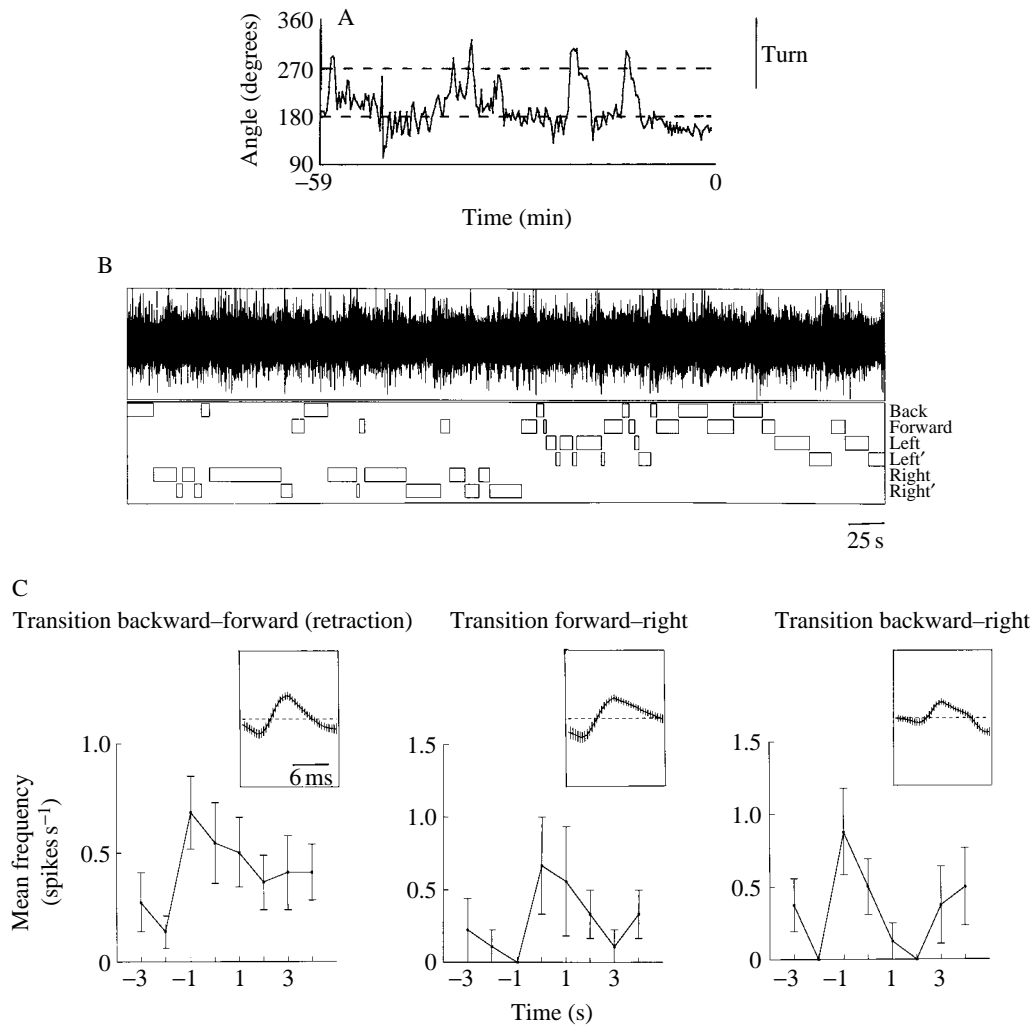 A
360
270
180
90
Angle (degrees)
Turn
−59
0
Time (min)
B
Back
Forward
Left
Left′
Right
Right′
25 s
C
Transition backward–forward (retraction)
Transition forward–right
Transition backward–right
6 ms
Mean frequency
(spikes s⁻¹)
1.0
0.5
0
−3 −1 1 3
1.5
1.0
0.5
0
−3 −1 1 3
1.5
1.0
0.5
0
−3 −1 1 3
Time (s)